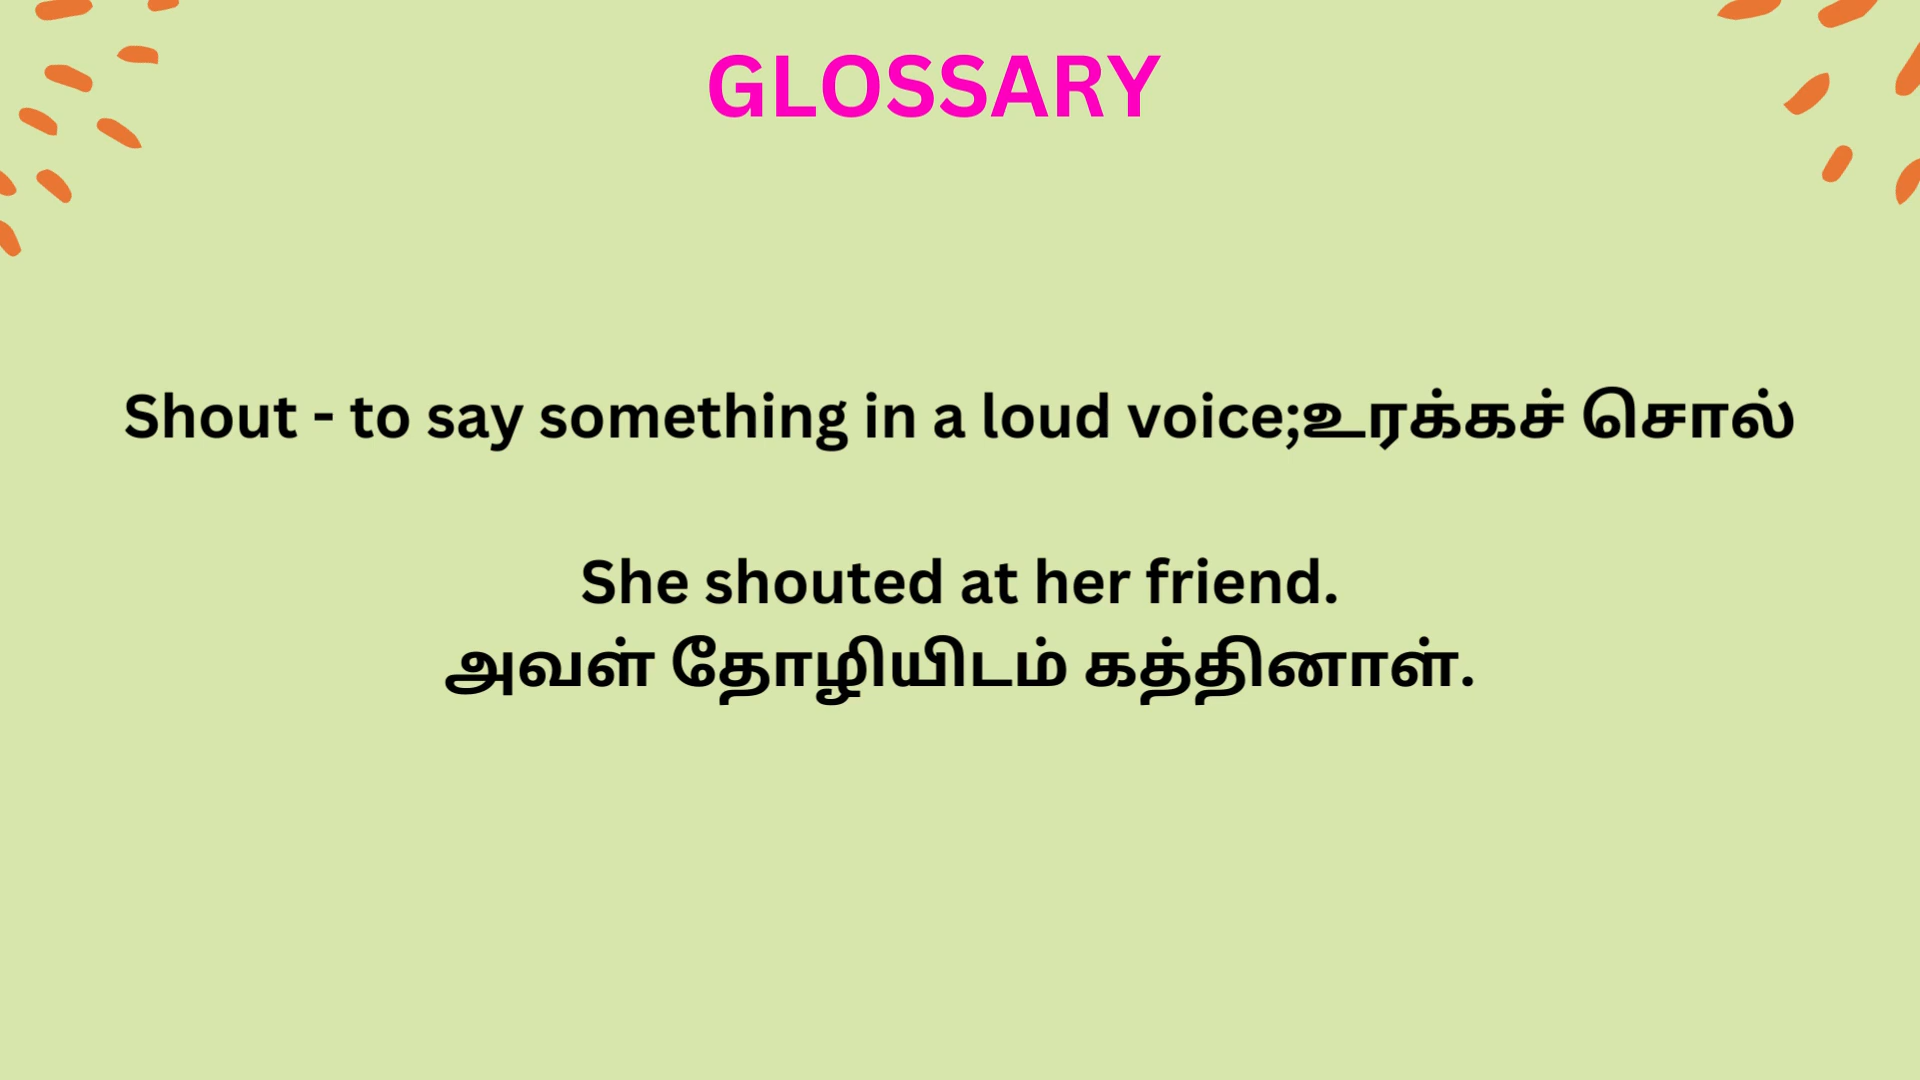 GLOSSARY
Shout - to say something in a loud voice;உரக்கச் சொல்
She shouted at her friend.
அவள் தோழியிடம் கத்தினாள்.